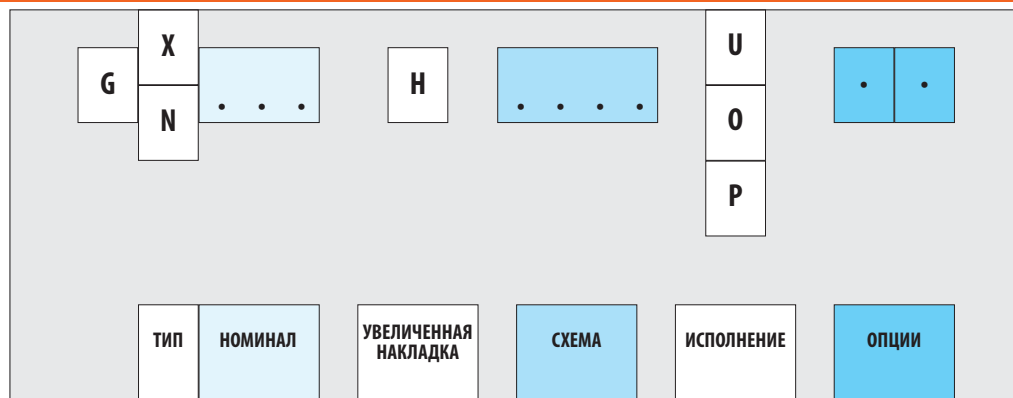 X
U
G
H
. . .
. . . .
. .
N
O
P
ТИП
НОМИНАЛ
УВЕЛИЧЕННАЯ
НАКЛАДКА
СХЕМА
ИСПОЛНЕНИЕ
ОПЦИИ